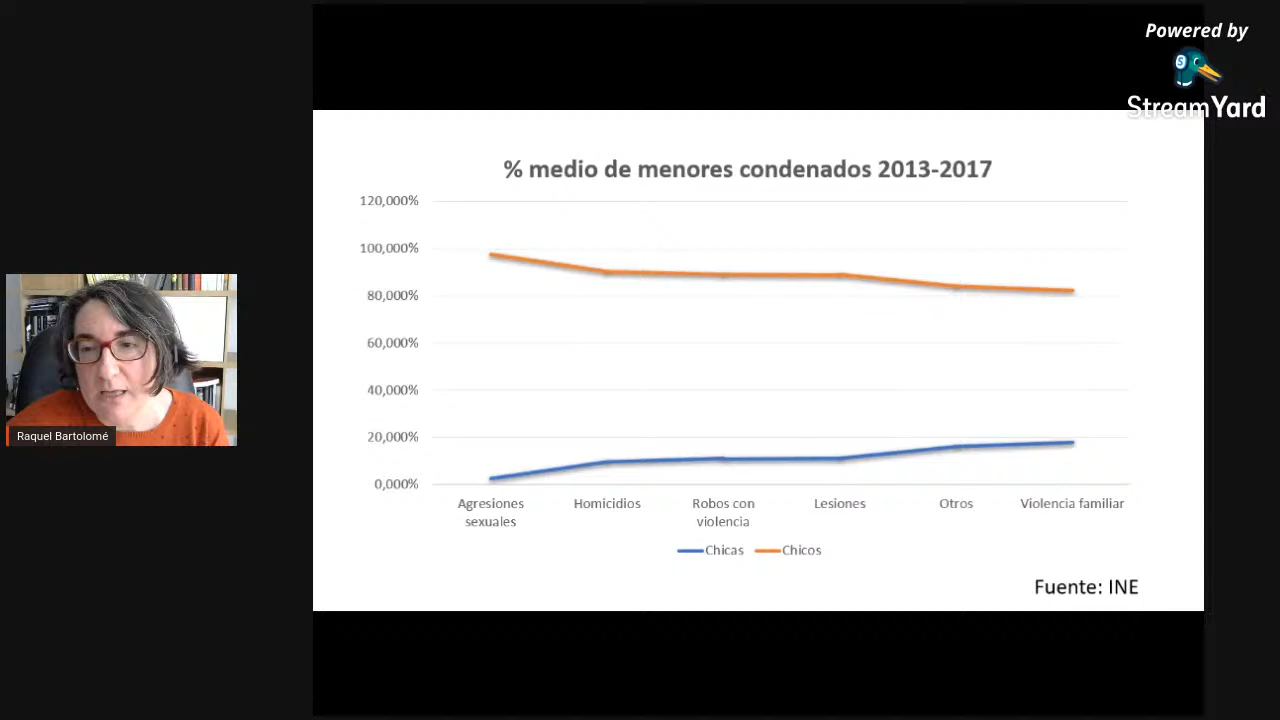 Powered by
StreamYard
% medio de menores condenados 2013-2017
120,000%
100,000%
80,000%
60,000%
40,000%
20,000%
0,000%
Agresiones
sexuales
Homicidios
Robos con
violencia
Lesiones
Otros
Violencia familiar
Chicas
Chicos
Fuente: INE
Raquel Bartolomé